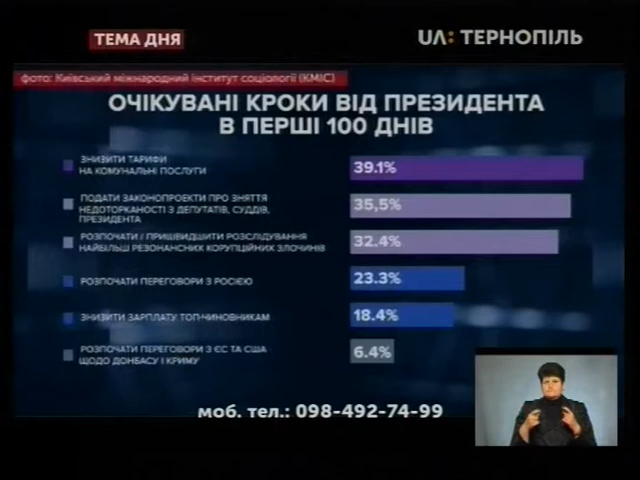 ТЕМА ДНЯ
UA: ТЕРНОПІЛЬ
фото: Київський міжнародний інститут соціології (КМІС)
ОЧІКУВАНІ КРОКИ ВІД ПРЕЗИДЕНТА
В ПЕРШІ 100 ДНІВ
ЗНИЗИТИ ТАРИФИ
НА КОМУНАЛЬНІ ПОСЛУГИ
39.1%
ПОДАТИ ЗАКОНОПРОЕКТИ ПРО ЗНЯТТЯ
НЕДОТОРКАНОСТІ З ДЕПУТАТІВ, СУДДІВ,
ПРЕЗИДЕНТА
35,5%
РОЗПОЧАТИ / ПРИШВИДШИТИ РОЗСЛІДУВАННЯ
НАЙБІЛЬШ РЕЗОНАНСНИХ КОРУПЦІЙНИХ ЗЛОЧИНІВ
32.4%
РОЗПОЧАТИ ПЕРЕГОВОРИ З РОСІЄЮ
23.3%
ЗНИЗИТИ ЗАРПЛАТУ ТОП-ЧИНОВНИКАМ
18.4%
РОЗПОЧАТИ ПЕРЕГОВОРИ З ЄС ТА США
ЩОДО ДОНБАСУ І КРИМУ
6.4%
моб. тел.: 098-492-74-99